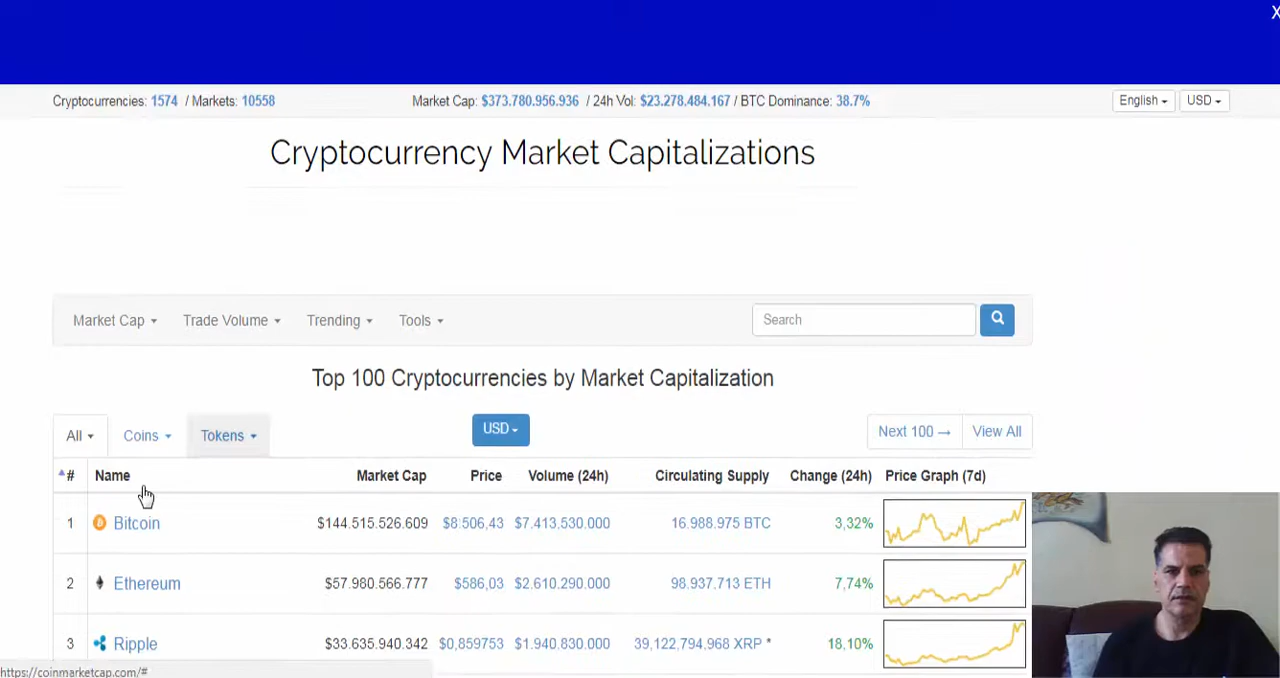 X
Cryptocurrencies: 1574 / Markets: 10558 Market Cap: $373.780.956.936 / 24h Vol: $23.278.484.167 / BTC Dominance: 38.7% English USD
Cryptocurrency Market Capitalizations
Market Cap Trade Volume Trending Tools Search
Top 100 Cryptocurrencies by Market Capitalization
All Coins Tokens USD Next 100 → View All
# Name Market Cap Price Volume (24h) Circulating Supply Change (24h) Price Graph (7d)
1 Bitcoin $144.515.526.609 $8.506,43 $7.413.530.000 16.988.975 BTC 3,32%
2 Ethereum $57.980.566.777 $586,03 $2.610.290.000 98.937.713 ETH 7,74%
3 Ripple $33.635.940.342 $0,859753 $1.940.830.000 39,122,794.968 XRP * 18,10%
https://coinmarketcap.com/#